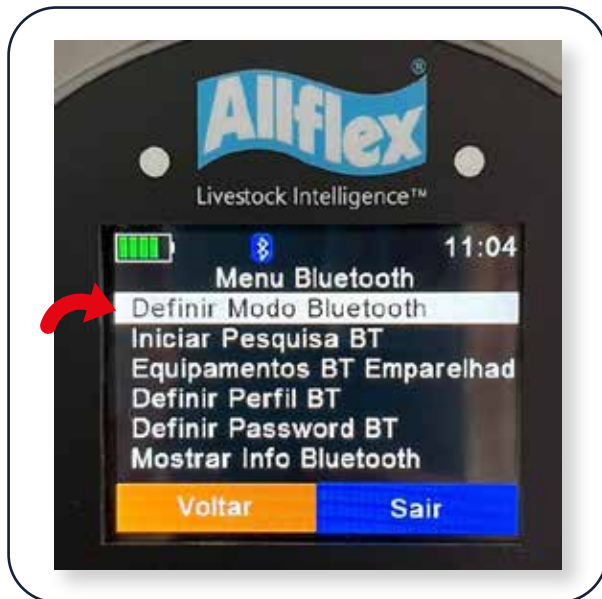 Allflex®
Livestock Intelligence™
11:04
Menu Bluetooth
Definir Modo Bluetooth
Iniciar Pesquisa BT
Equipamentos BT Emparelhad
Definir Perfil BT
Definir Password BT
Mostrar Info Bluetooth
Voltar Sair